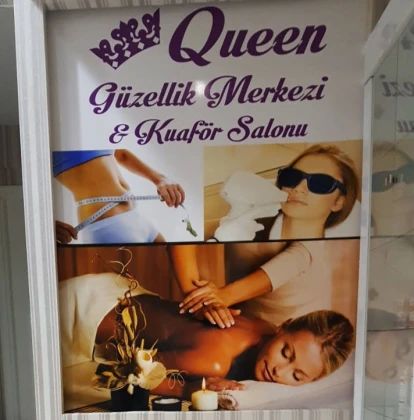 Queen
Güzellik Merkezi
& Kuaför Salonu